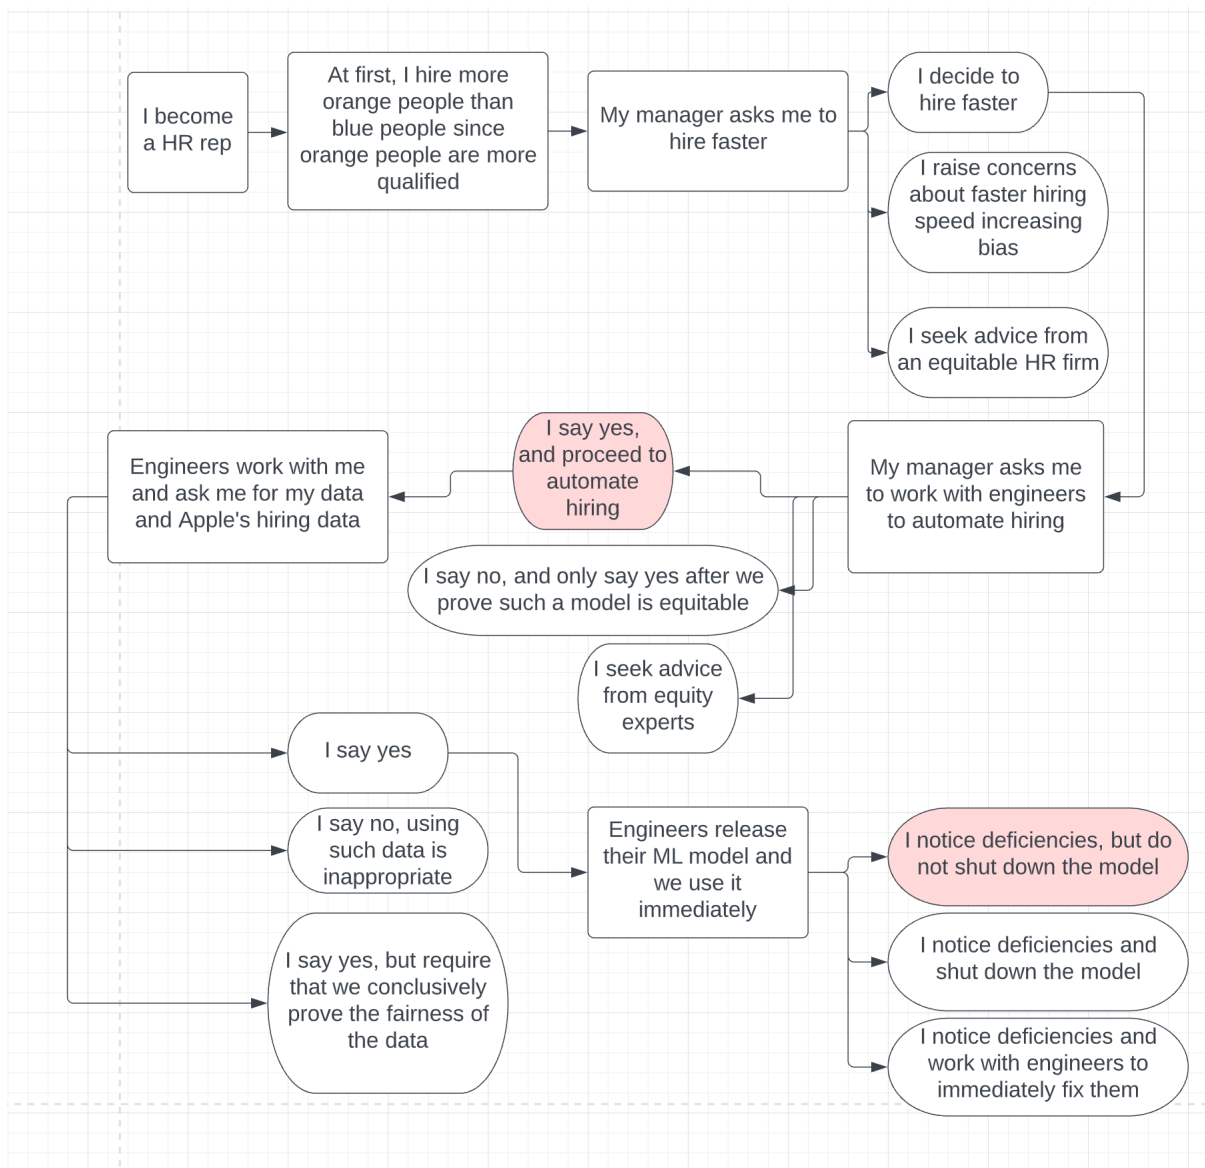 I become
a HR rep
At first, I hire more
orange people than
blue people since
orange people are more
qualified
My manager asks me to
hire faster
I decide to
hire faster
I raise concerns
about faster hiring
speed increasing
bias
I seek advice from
an equitable HR firm
My manager asks me
to work with engineers
to automate hiring
I say yes,
and proceed to
automate
hiring
I say no, and only say yes after we
prove such a model is equitable
I seek advice
from equity
experts
Engineers work with me
and ask me for my data
and Apple's hiring data
I say yes
I say no, using
such data is
inappropriate
I say yes, but require
that we conclusively
prove the fairness of
the data
Engineers release
their ML model and
we use it
immediately
I notice deficiencies, but do
not shut down the model
I notice deficiencies and
shut down the model
I notice deficiencies and
work with engineers to
immediately fix them